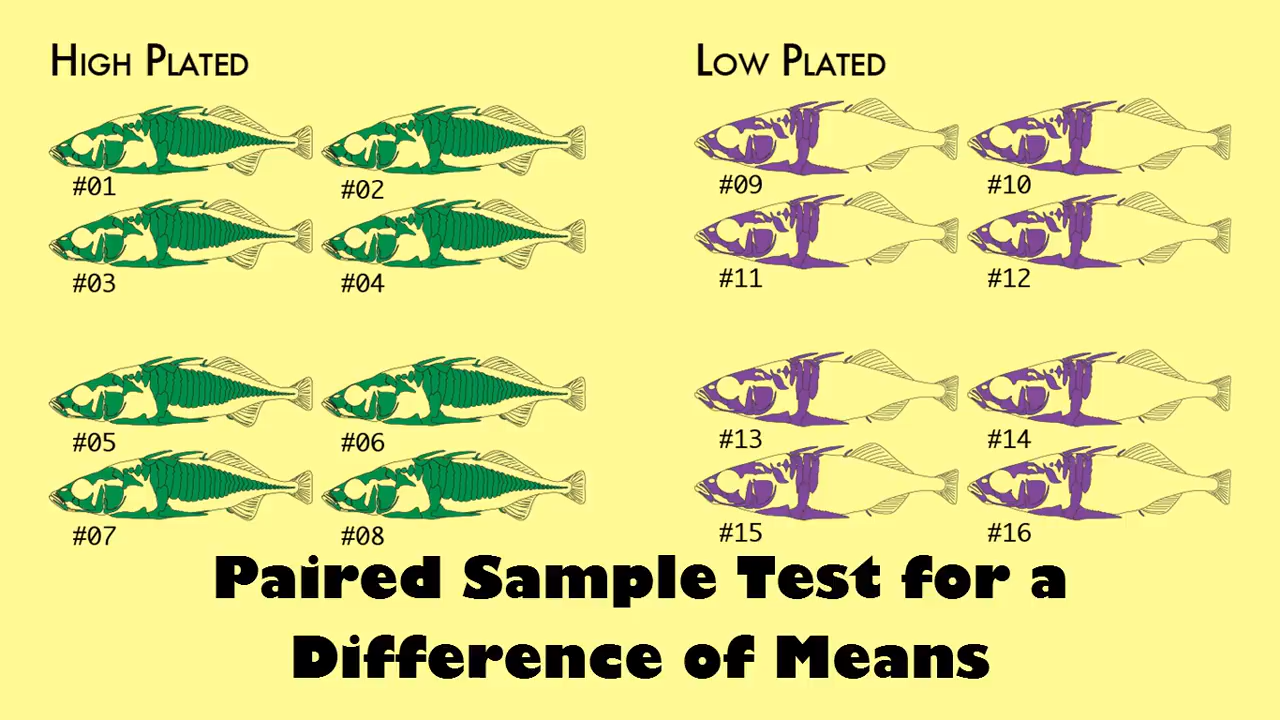 HIGH PLATED
#01 #02
#03 #04
#05 #06
#07 #08
LOW PLATED
#09 #10
#11 #12
#13 #14
#15 #16
Paired Sample Test for a
Difference of Means